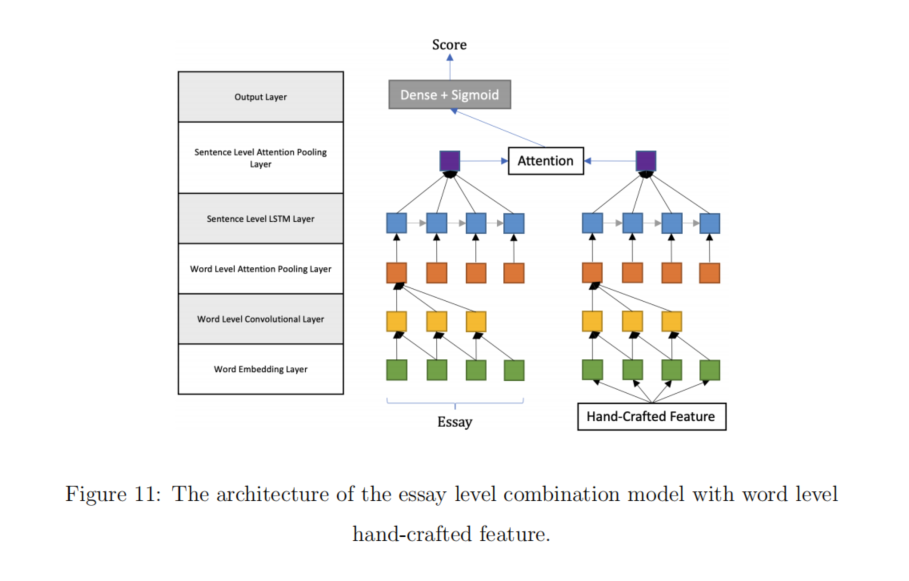 Score
Dense + Sigmoid
Attention
Output Layer
Sentence Level Attention Pooling
Layer
Sentence Level LSTM Layer
Word Level Attention Pooling Layer
Word Level Convolutional Layer
Word Embedding Layer
Essay
Hand-Crafted Feature
Figure 11: The architecture of the essay level combination model with word level
hand-crafted feature.